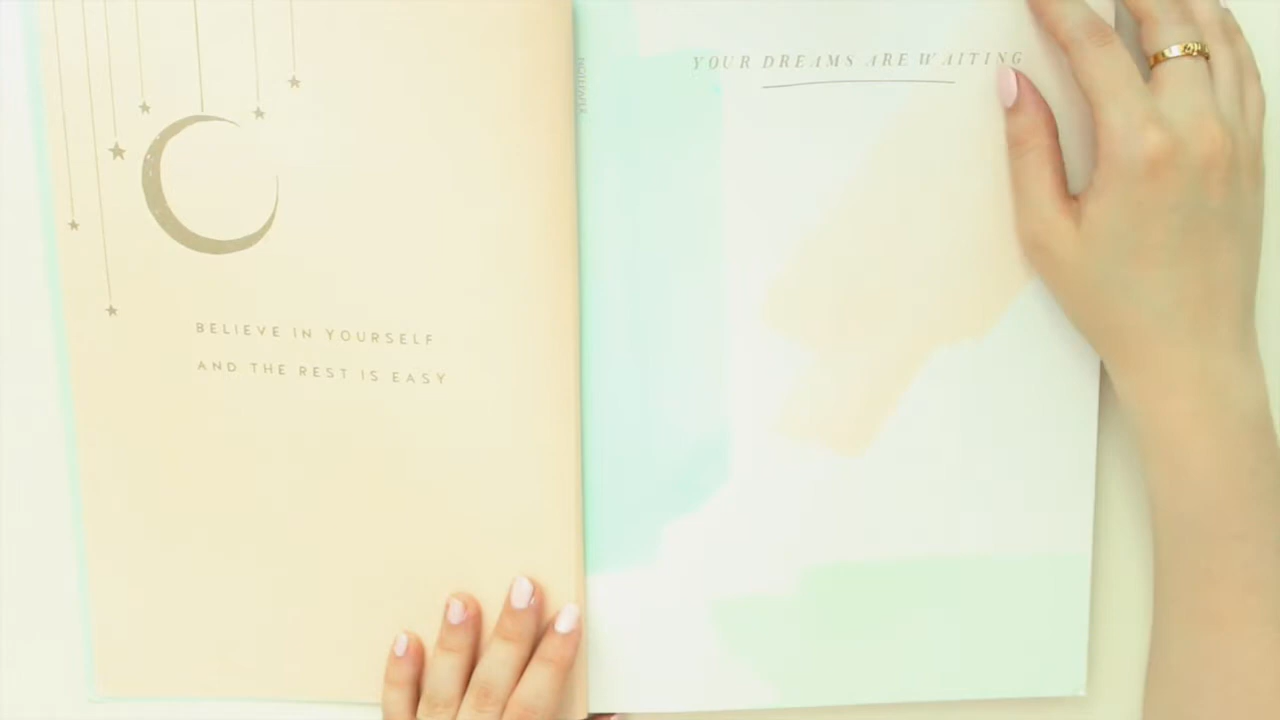 BELIEVE IN YOURSELF
AND THE REST IS EASY
YOUR DREAMS ARE WAITING